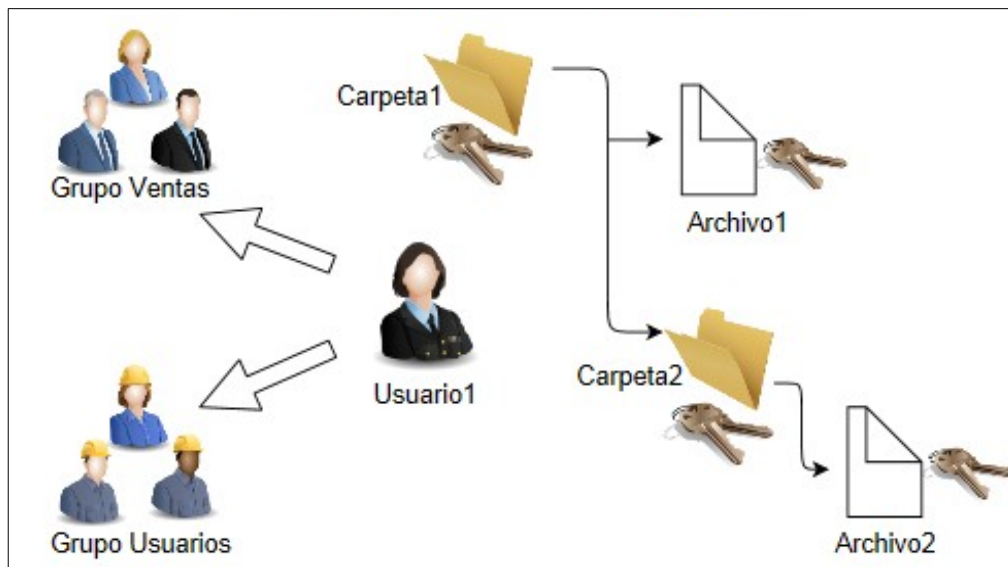 Carpeta1
Grupo Ventas
Archivo1
Usuario1
Carpeta2
Grupo Usuarios
Archivo2